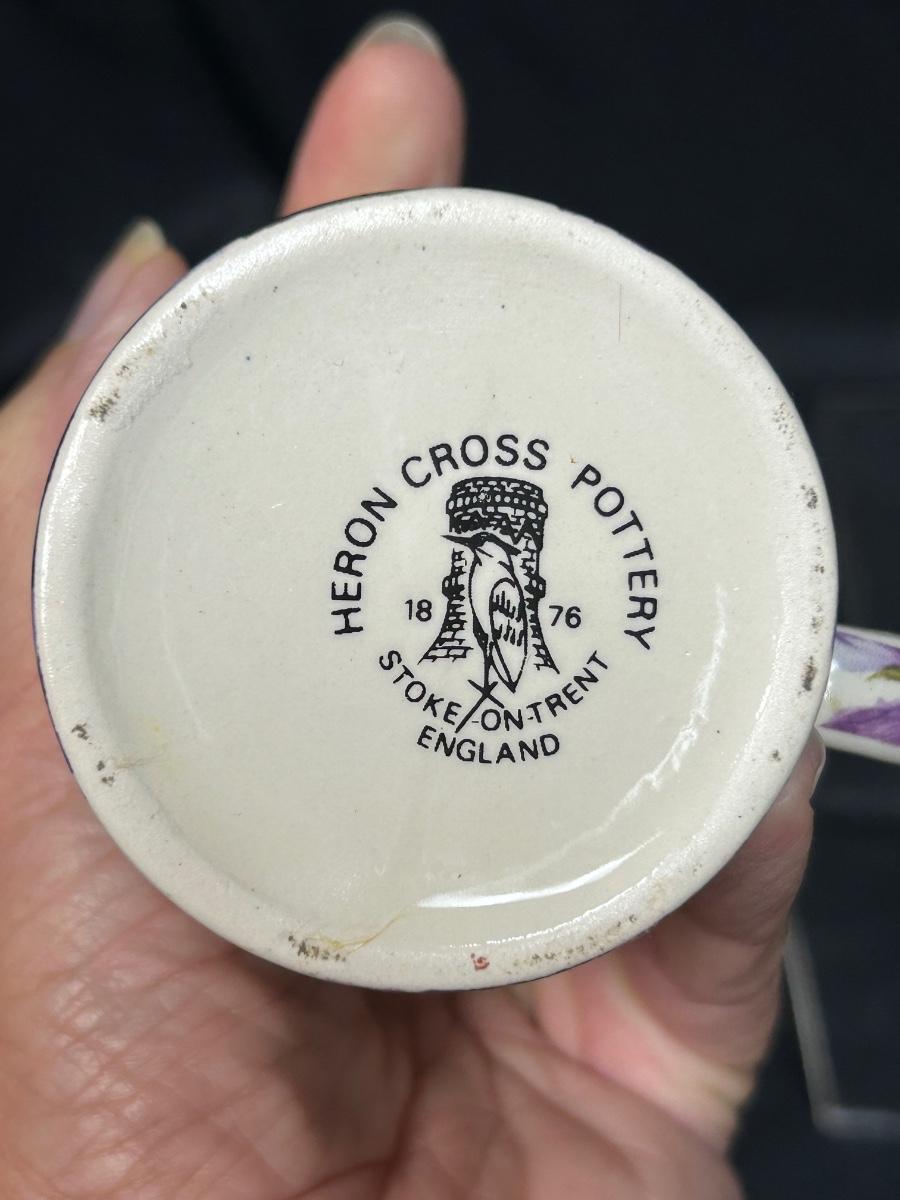 HERON CROSS POTTERY
18 76
STOKE-ON-TRENT
ENGLAND